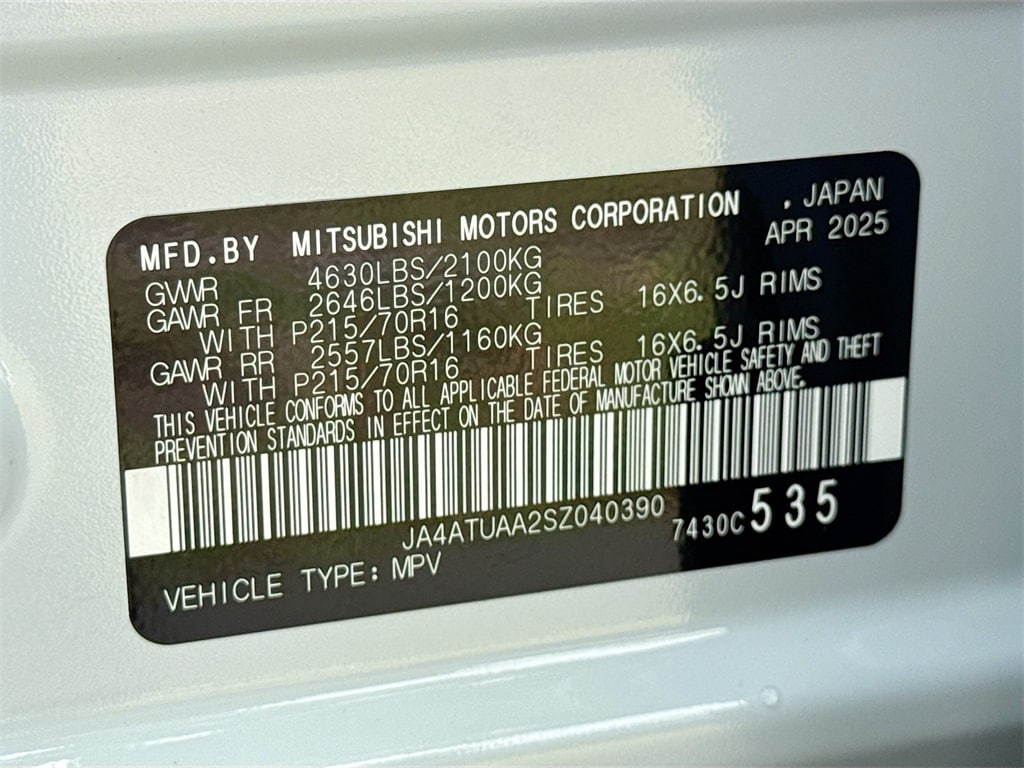 MFD.BY MITSUBISHI MOTORS CORPORATION , JAPAN
APR 2025
GVWR 4630LBS/2100KG
GAWR FR 2646LBS/1200KG
WITH P215/70R16 TIRES 16X6.5J RIMS
GAWR RR 2557LBS/1160KG
WITH P215/70R16 TIRES 16X6.5J RIMS
THIS VEHICLE CONFORMS TO ALL APPLICABLE FEDERAL MOTOR VEHICLE SAFETY AND THEFT
PREVENTION STANDARDS IN EFFECT ON THE DATE OF MANUFACTURE SHOWN ABOVE.
JA4ATUAA2SZ040390 7430C 535
VEHICLE TYPE: MPV